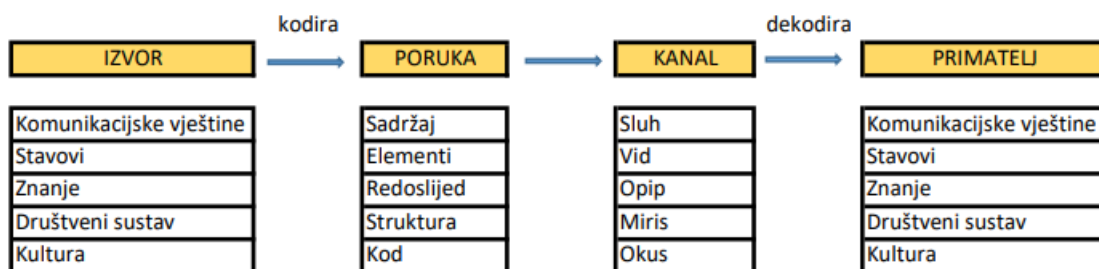 kodira dekodira
IZVOR PORUKA KANAL PRIMATELJ
Komunikacijske vještine Sadržaj Sluh Komunikacijske vještine
Stavovi Elementi Vid Stavovi
Znanje Redoslijed Opip Znanje
Društveni sustav Struktura Miris Društveni sustav
Kultura Kod Okus Kultura